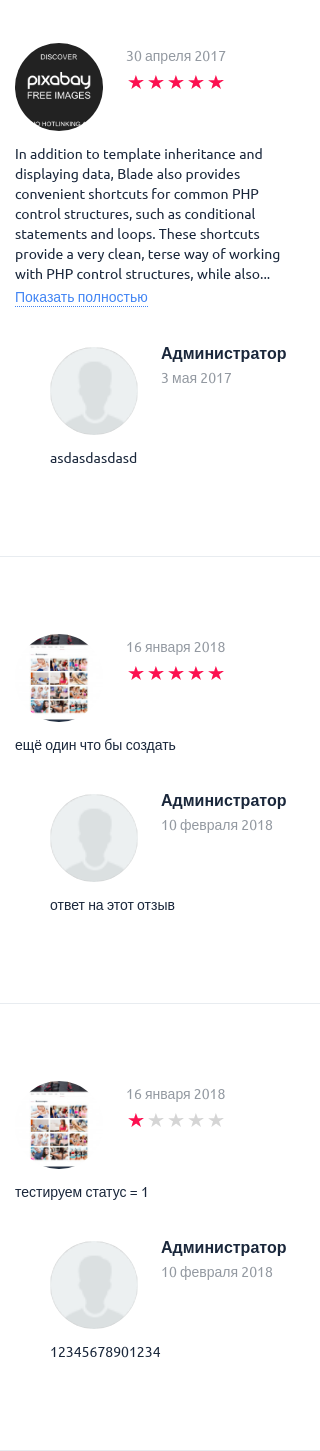 DISCOVER
pixabay
FREE IMAGES
NO HOTLINKING
30 апреля 2017
In addition to template inheritance and
displaying data, Blade also provides
convenient shortcuts for common PHP
control structures, such as conditional
statements and loops. These shortcuts
provide a very clean, terse way of working
with PHP control structures, while also...
Показать полностью
Администратор
3 мая 2017
asdasdasdasd
16 января 2018
ещё один что бы создать
Администратор
10 февраля 2018
ответ на этот отзыв
16 января 2018
тестируем статус = 1
Администратор
10 февраля 2018
12345678901234